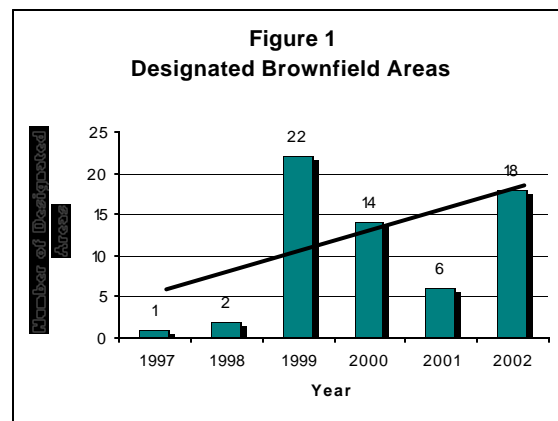 Figure 1
Designated Brownfield Areas
Number of Designated
Areas
25
20
15
10
5
0
1
2
22
14
6
18
1997 1998 1999 2000 2001 2002
Year